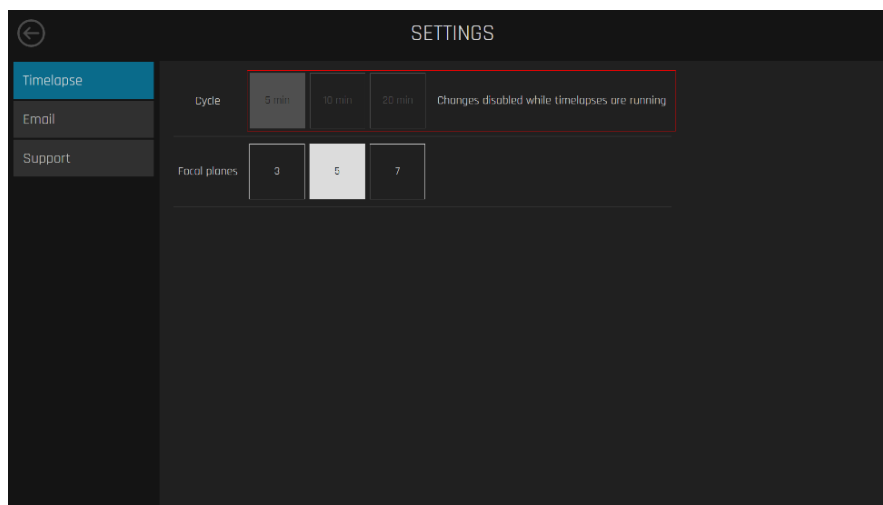 SETTINGS
Timelapse
Email
Support
Cycle
5 min
10 min
20 min
Changes disabled while timelapses are running
Focal planes
3
5
7